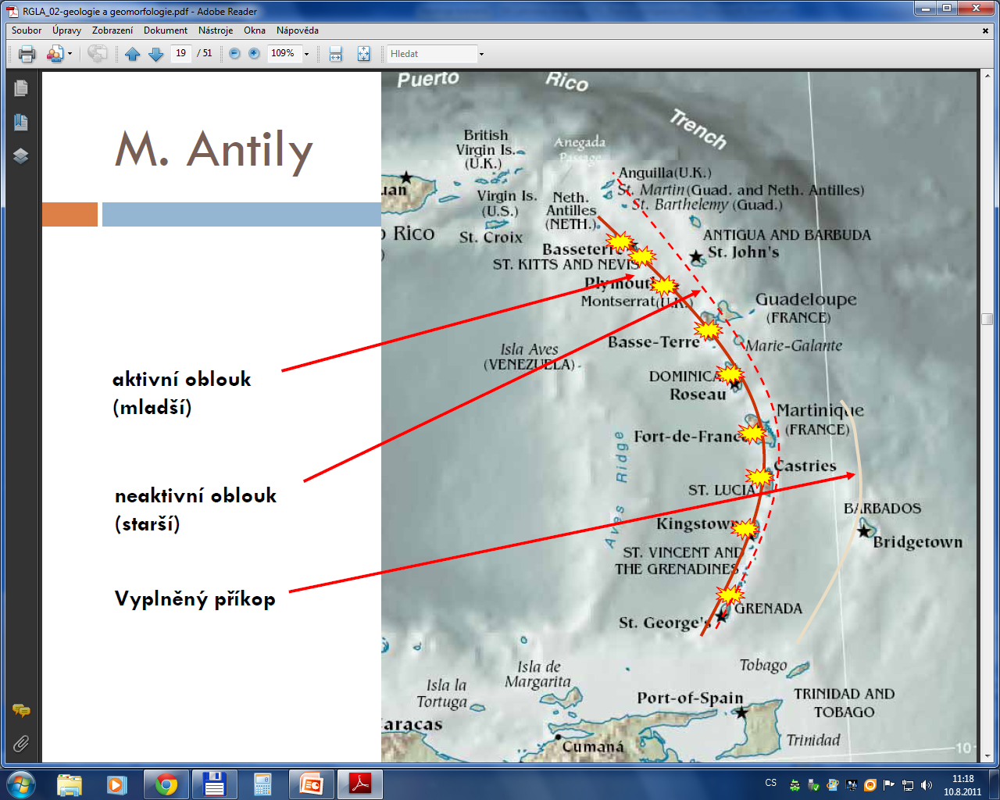 RGLA_02-geologie a geomorfologie.pdf - Adobe Reader
Soubor Úpravy Zobrazení Dokument Nástroje Okna Nápověda
19 / 51 109% Hledat
M. Antily
aktivní oblouk
(mladší)
neaktivní oblouk
(starší)
Vyplněný příkop
Puerto Rico Trench
British
Virgin Is.
(U.K.)
Anegada
Passage
Anguilla(U.K.)
St. Martin (Guad. and Neth. Antilles)
St. Barthelemy (Guad.)
uan
Virgin Is.
(U.S.)
Neth.
Antilles
(NETH.)
St. Croix
o Rico
)
ANTIGUA AND BARBUDA
St. John's
Basseterre
ST. KITTS AND NEVIS
Plymouth
Montserrat(U.K.)
Guadeloupe
(FRANCE)
Basse-Terre
Marie-Galante
Isla Aves
(VENEZUELA)
DOMINICA
Roseau
Martinique
(FRANCE)
Fort-de-France
Aves Ridge
Castries
ST. LUCIA
BARBADOS
Bridgetown
Kingstown
ST. VINCENT AND
THE GRENADINES
GRENADA
St. George's
Tobago
Isla de
Margarita
Isla la
Tortuga
Port-of-Spain
TRINIDAD AND
TOBAGO
Trinidad
aracas
Cumaná
10
CS
11:18
10.8.2011